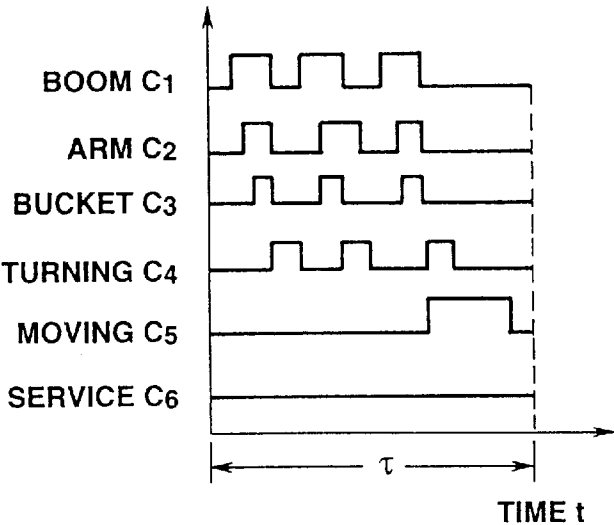 BOOM C1
ARM C2
BUCKET C3
TURNING C4
MOVING C5
SERVICE C6
τ
TIME t